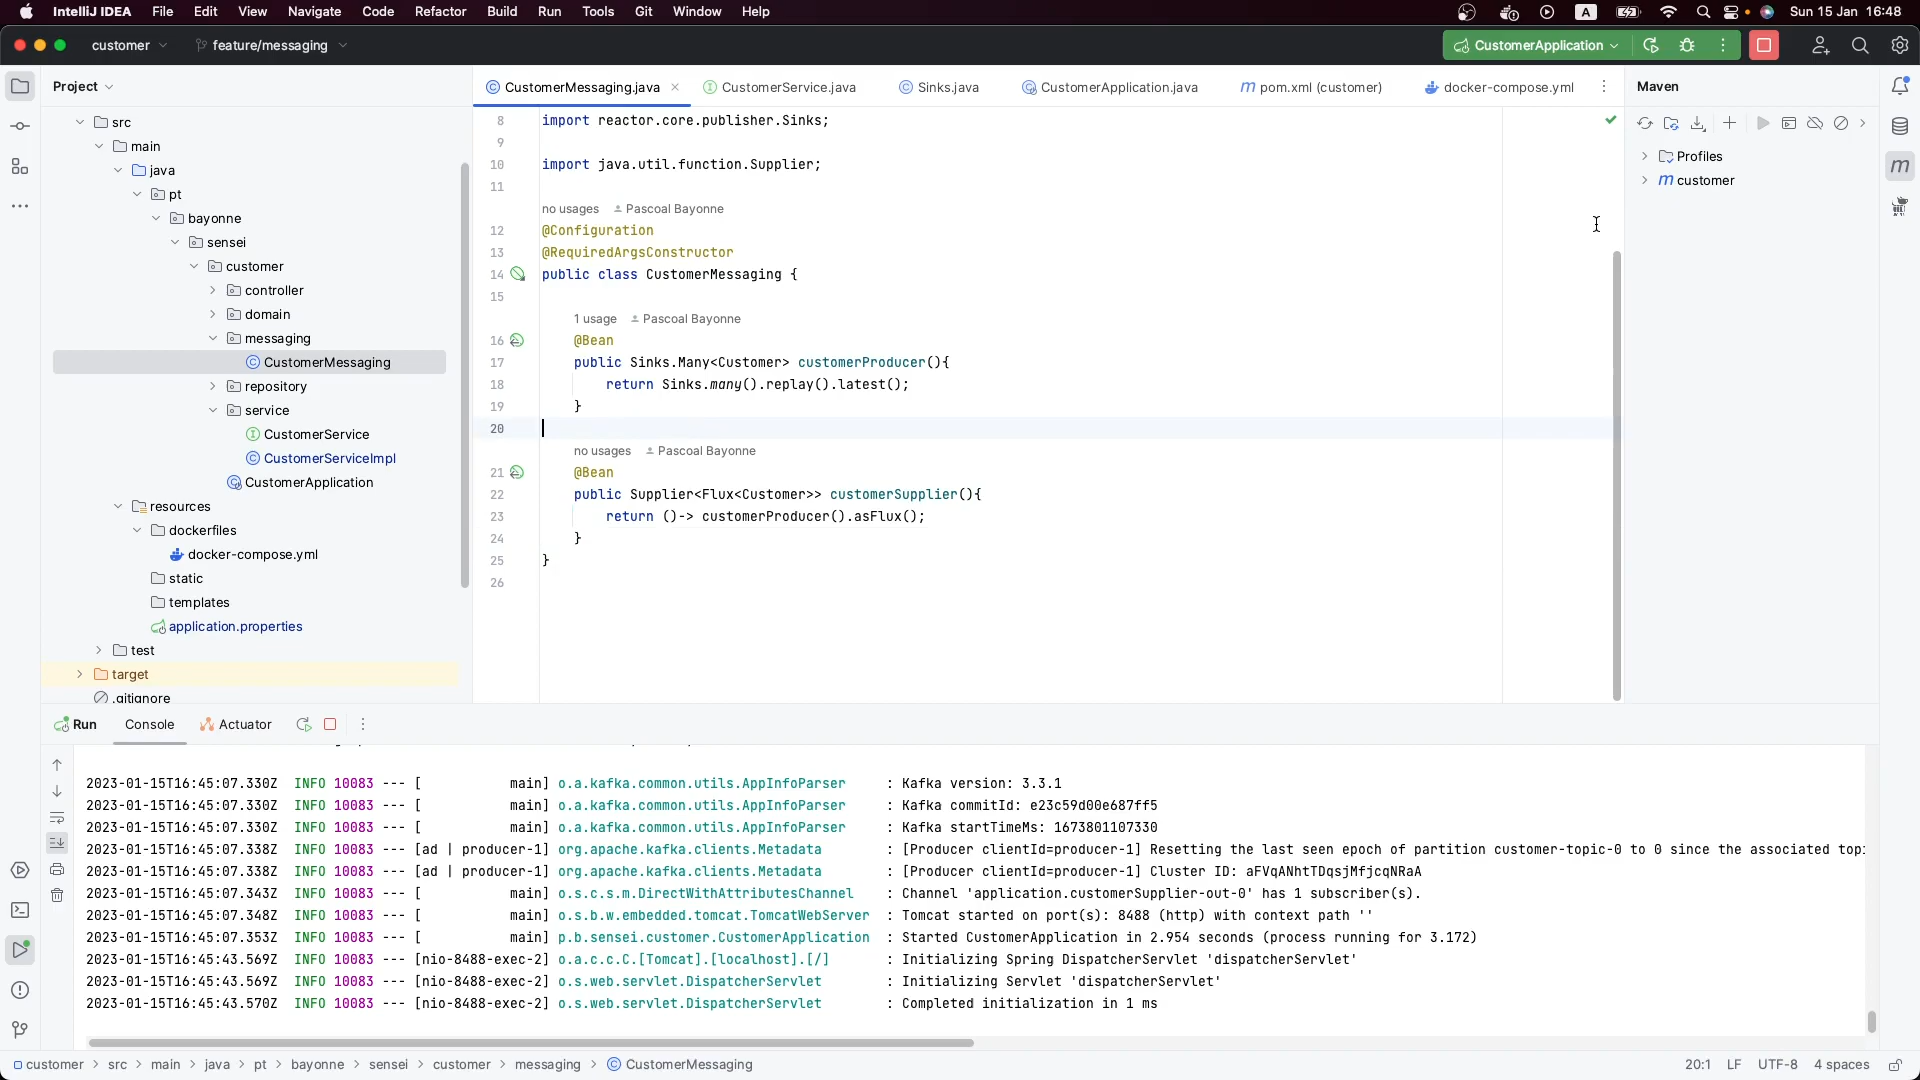 IntelliJ IDEA File Edit View Navigate Code Refactor Build Run Tools Git Window Help A Sun 15 Jan 16:48
customer feature/messaging CustomerApplication
Project
src
main
java
pt
bayonne
sensei
customer
controller
domain
messaging
CustomerMessaging
repository
service
CustomerService
CustomerServiceImpl
CustomerApplication
resources
dockerfiles
docker-compose.yml
static
templates
application.properties
test
target
.gitignore
CustomerMessaging.java CustomerService.java Sinks.java CustomerApplication.java pom.xml (customer) docker-compose.yml
8 import reactor.core.publisher.Sinks;
9
10 import java.util.function.Supplier;
11
no usages Pascoal Bayonne
12 @Configuration
13 @RequiredArgsConstructor
14 public class CustomerMessaging {
15
1 usage Pascoal Bayonne
16 @Bean
17 public Sinks.Many<Customer> customerProducer(){
18 return Sinks.many().replay().latest();
19 }
20
no usages Pascoal Bayonne
21 @Bean
22 public Supplier<Flux<Customer>> customerSupplier(){
23 return ()-> customerProducer().asFlux();
24 }
25 }
26
Maven
Profiles
customer
Run Console Actuator
2023-01-15T16:45:07.330Z INFO 10083 --- [ main] o.a.kafka.common.utils.AppInfoParser : Kafka version: 3.3.1
2023-01-15T16:45:07.330Z INFO 10083 --- [ main] o.a.kafka.common.utils.AppInfoParser : Kafka commitId: e23c59d00e687ff5
2023-01-15T16:45:07.330Z INFO 10083 --- [ main] o.a.kafka.common.utils.AppInfoParser : Kafka startTimeMs: 1673801107330
2023-01-15T16:45:07.338Z INFO 10083 --- [ad | producer-1] org.apache.kafka.clients.Metadata : [Producer clientId=producer-1] Resetting the last seen epoch of partition customer-topic-0 to 0 since the associated topi
2023-01-15T16:45:07.338Z INFO 10083 --- [ad | producer-1] org.apache.kafka.clients.Metadata : [Producer clientId=producer-1] Cluster ID: aFVqANhtTDqsjMfjcqNRaA
2023-01-15T16:45:07.343Z INFO 10083 --- [ main] o.s.c.s.m.DirectWithAttributesChannel : Channel 'application.customerSupplier-out-0' has 1 subscriber(s).
2023-01-15T16:45:07.348Z INFO 10083 --- [ main] o.s.b.w.embedded.tomcat.TomcatWebServer : Tomcat started on port(s): 8488 (http) with context path ''
2023-01-15T16:45:07.353Z INFO 10083 --- [ main] p.b.sensei.customer.CustomerApplication : Started CustomerApplication in 2.954 seconds (process running for 3.172)
2023-01-15T16:45:43.569Z INFO 10083 --- [nio-8488-exec-2] o.a.c.c.C.[Tomcat].[localhost].[/] : Initializing Spring DispatcherServlet 'dispatcherServlet'
2023-01-15T16:45:43.569Z INFO 10083 --- [nio-8488-exec-2] o.s.web.servlet.DispatcherServlet : Initializing Servlet 'dispatcherServlet'
2023-01-15T16:45:43.570Z INFO 10083 --- [nio-8488-exec-2] o.s.web.servlet.DispatcherServlet : Completed initialization in 1 ms
customer > src > main > java > pt > bayonne > sensei > customer > messaging > CustomerMessaging 20:1 LF UTF-8 4 spaces